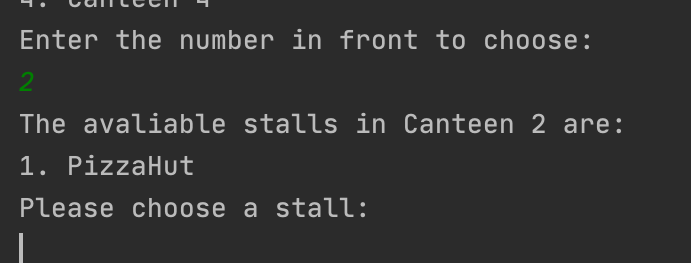 4. Canteen 4
Enter the number in front to choose:
2
The avaliable stalls in Canteen 2 are:
1. PizzaHut
Please choose a stall: